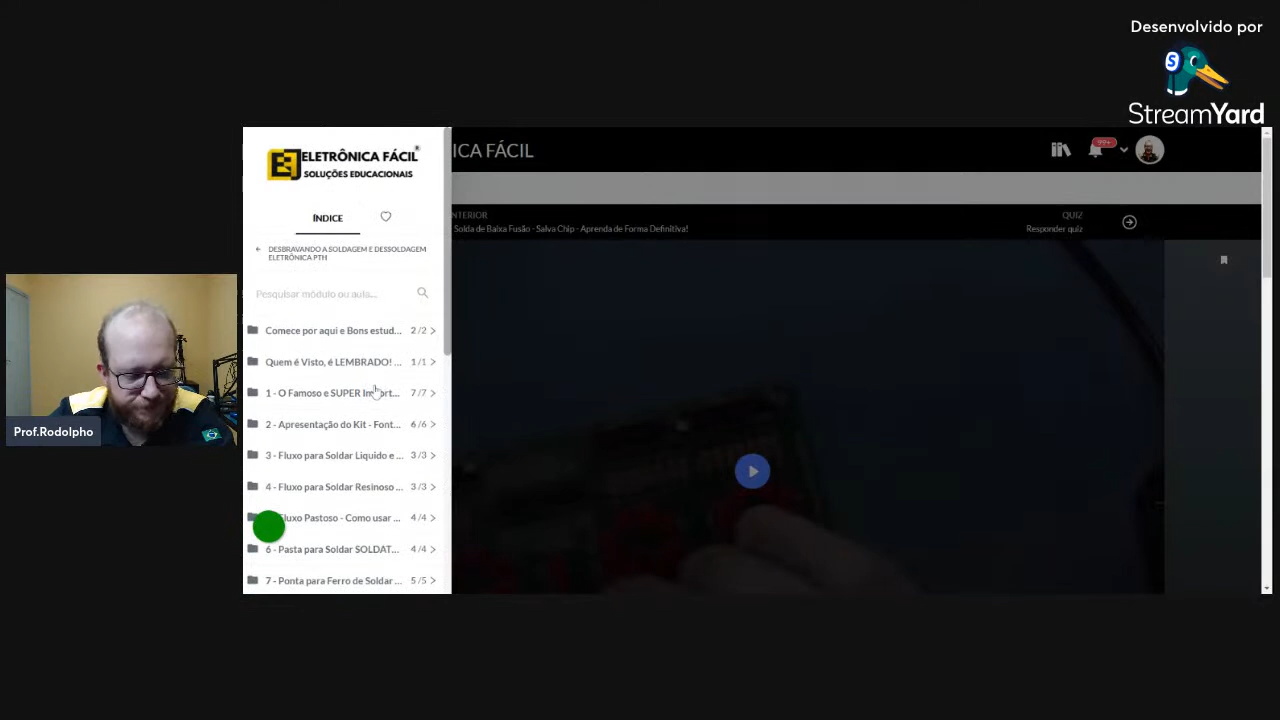 Desenvolvido por
StreamYard
ELETRÔNICA FÁCIL
SOLUÇÕES EDUCACIONAIS
ICA FÁCIL
99+
ÍNDICE
DESBRAVANDO A SOLDAGEM E DESSOLDAGEM
ELETRÔNICA PTH
Pesquisar módulo ou aula...
NTERIOR
Solda de Baixa Fusão - Salva Chip - Aprenda de Forma Definitiva!
QUIZ
Responder quiz
Comece por aqui e Bons estud... 2/2
Quem é Visto, é LEMBRADO! ... 1/1
1 - O Famoso e SUPER Import... 7/7
2 - Apresentação do Kit - Font... 6/6
3 - Fluxo para Soldar Liquido e ... 3/3
4 - Fluxo para Soldar Resinoso ... 3/3
Fluxo Pastoso - Como usar ... 4/4
6 - Pasta para Soldar SOLDAT... 4/4
7 - Ponta para Ferro de Soldar ... 5/5
Prof.Rodolpho